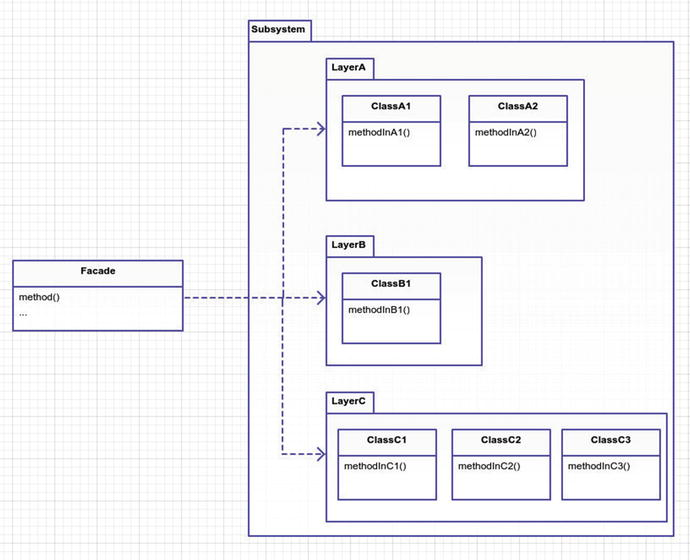 Subsystem
LayerA
ClassA1
methodInA1()
ClassA2
methodInA2()
Facade
method()
...
LayerB
ClassB1
methodInB1()
LayerC
ClassC1
methodInC1()
ClassC2
methodInC2()
ClassC3
methodInC3()